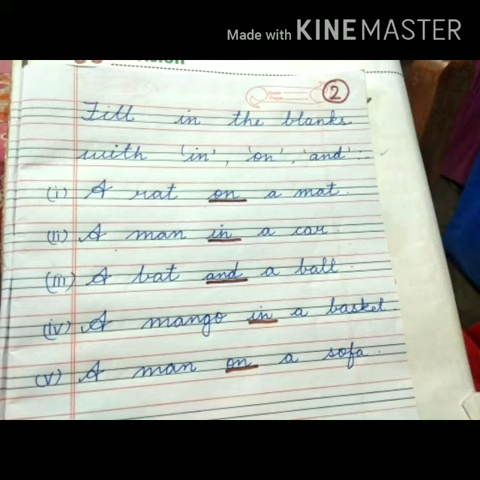 Made with KINEMASTER
2
Fill in the blanks
with 'in', 'on', 'and' :-
(i) A rat on a mat.
(ii) A man in a car.
(iii) A bat and a ball.
(iv) A mango in a basket
(v) A man on a sofa.